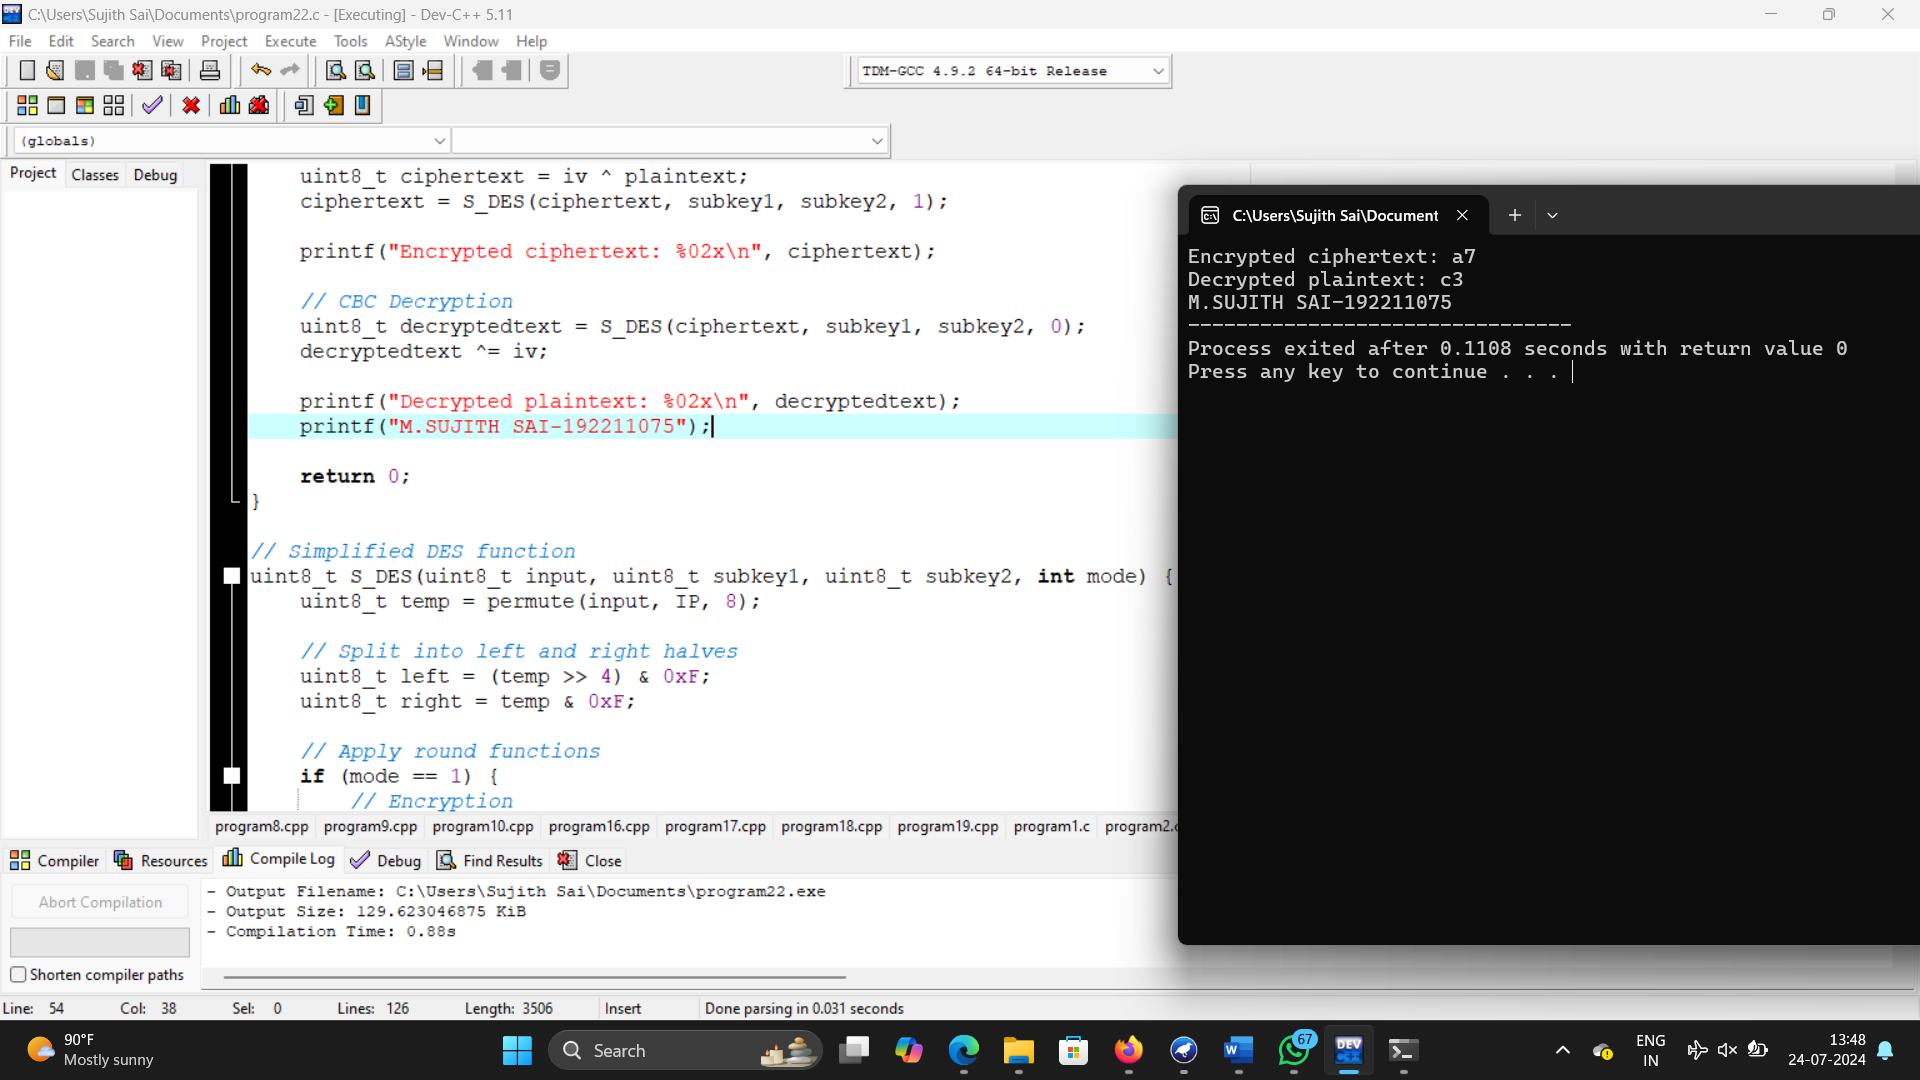 C:\Users\Sujith Sai\Documents\program22.c - [Executing] - Dev-C++ 5.11
File Edit Search View Project Execute Tools AStyle Window Help
TDM-GCC 4.9.2 64-bit Release
(globals)
Project Classes Debug
uint8_t ciphertext = iv ^ plaintext;
ciphertext = S_DES(ciphertext, subkey1, subkey2, 1);
printf("Encrypted ciphertext: %02x\n", ciphertext);
// CBC Decryption
uint8_t decryptedtext = S_DES(ciphertext, subkey1, subkey2, 0);
decryptedtext ^= iv;
printf("Decrypted plaintext: %02x\n", decryptedtext);
printf("M.SUJITH SAI-192211075");
return 0;
}
// Simplified DES function
uint8_t S_DES(uint8_t input, uint8_t subkey1, uint8_t subkey2, int mode) {
uint8_t temp = permute(input, IP, 8);
// Split into left and right halves
uint8_t left = (temp >> 4) & 0xF;
uint8_t right = temp & 0xF;
// Apply round functions
if (mode == 1) {
// Encryption
C:\Users\Sujith Sai\Document
Encrypted ciphertext: a7
Decrypted plaintext: c3
M.SUJITH SAI-192211075
--------------------------------
Process exited after 0.1108 seconds with return value 0
Press any key to continue . . .
program8.cpp program9.cpp program10.cpp program16.cpp program17.cpp program18.cpp program19.cpp program1.c program2.c
Compiler Resources Compile Log Debug Find Results Close
Abort Compilation
Shorten compiler paths
- Output Filename: C:\Users\Sujith Sai\Documents\program22.exe
- Output Size: 129.623046875 KiB
- Compilation Time: 0.88s
Line: 54 Col: 38 Sel: 0 Lines: 126 Length: 3506 Insert Done parsing in 0.031 seconds
90°F
Mostly sunny
Search
67
DEV
C++
ENG
IN
13:48
24-07-2024